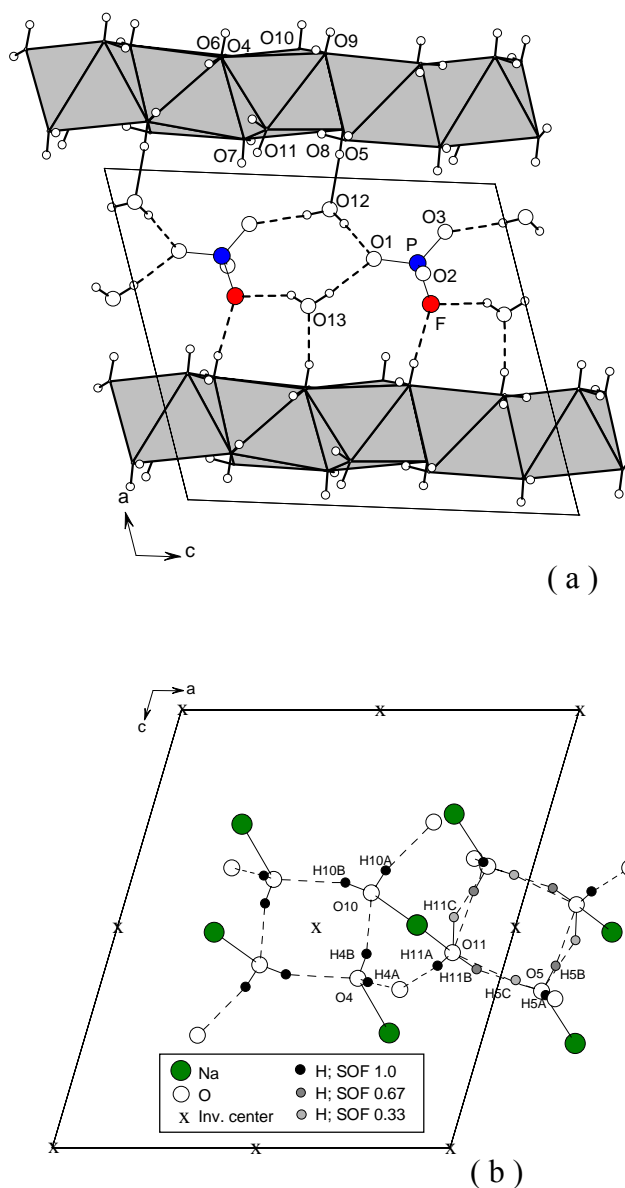 O6 O4 O10 O9
O7 O11 O8 O5
O12 O3
O1 P
O2
O13 F
a
c
( a )
a
c
x x x
H10B H10A
O10
H11C
x x x
O11
H4B H11A
H11B O5 H5B
O4 H4A H5C H5A
Na H; SOF 1.0
O H; SOF 0.67
x Inv. center H; SOF 0.33
x x x
( b )